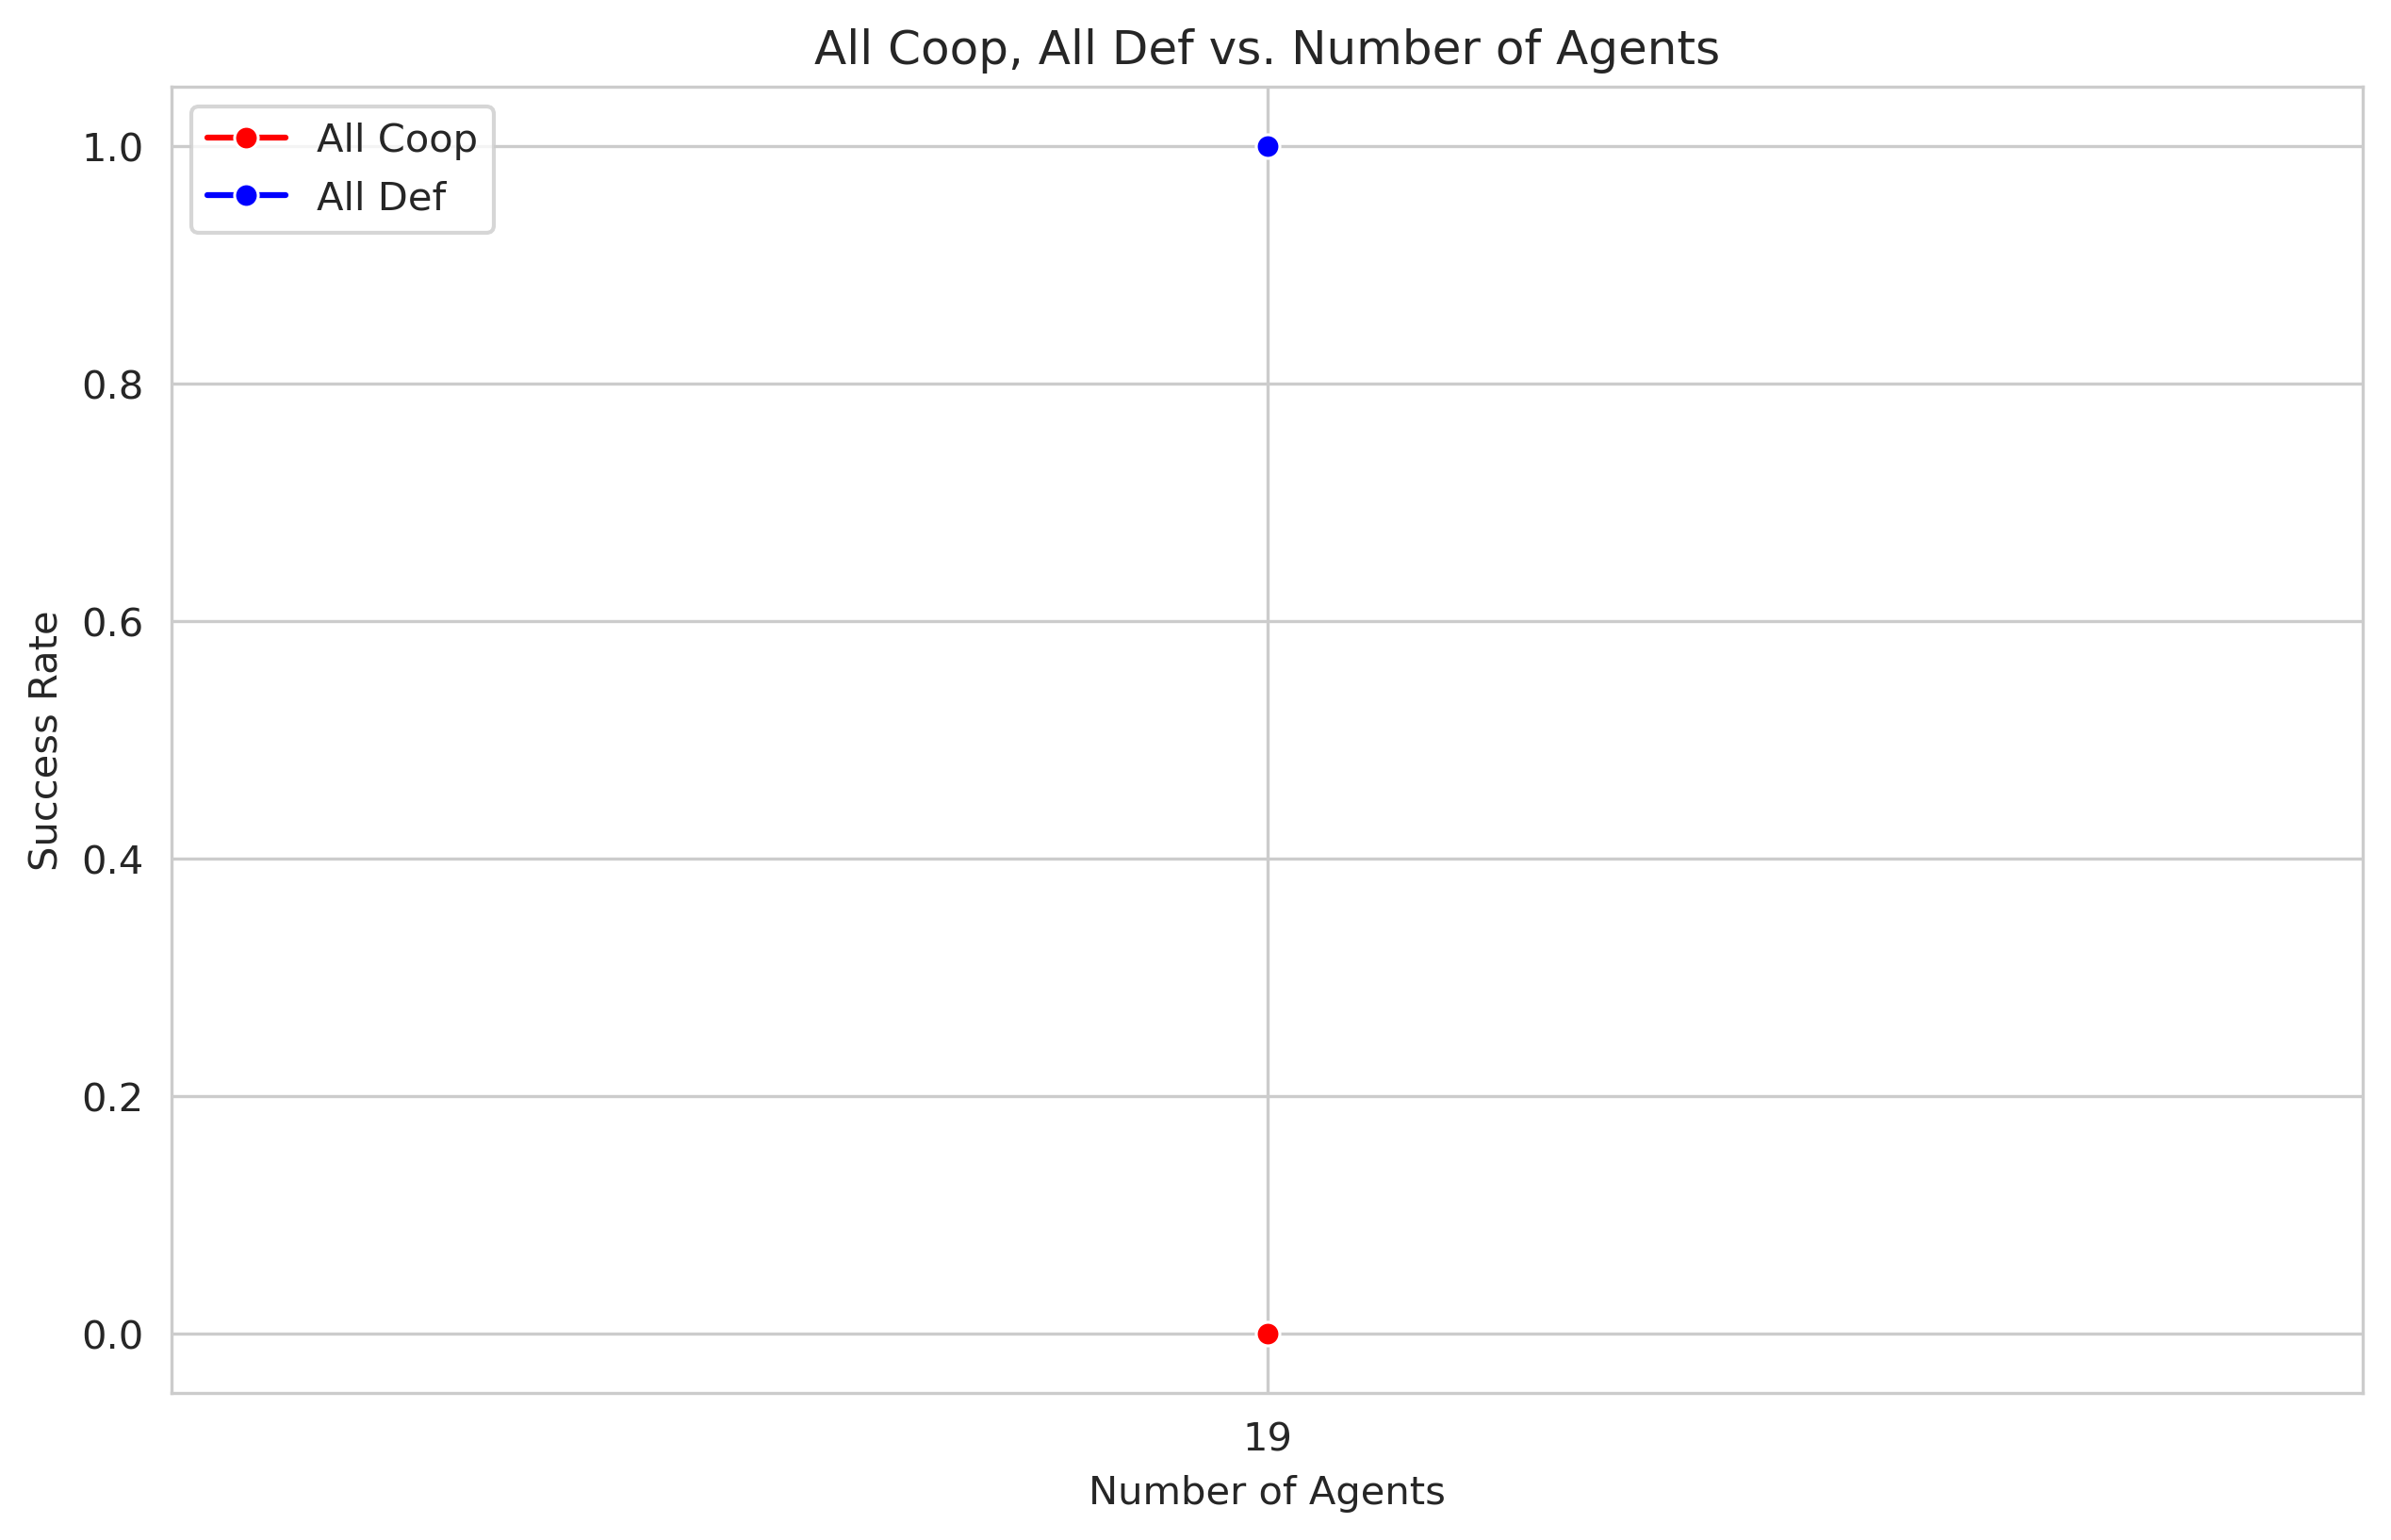 All Coop, All Def vs. Number of Agents
All Coop
All Def
1.0
0.8
0.6
0.4
0.2
0.0
Success Rate
19
Number of Agents